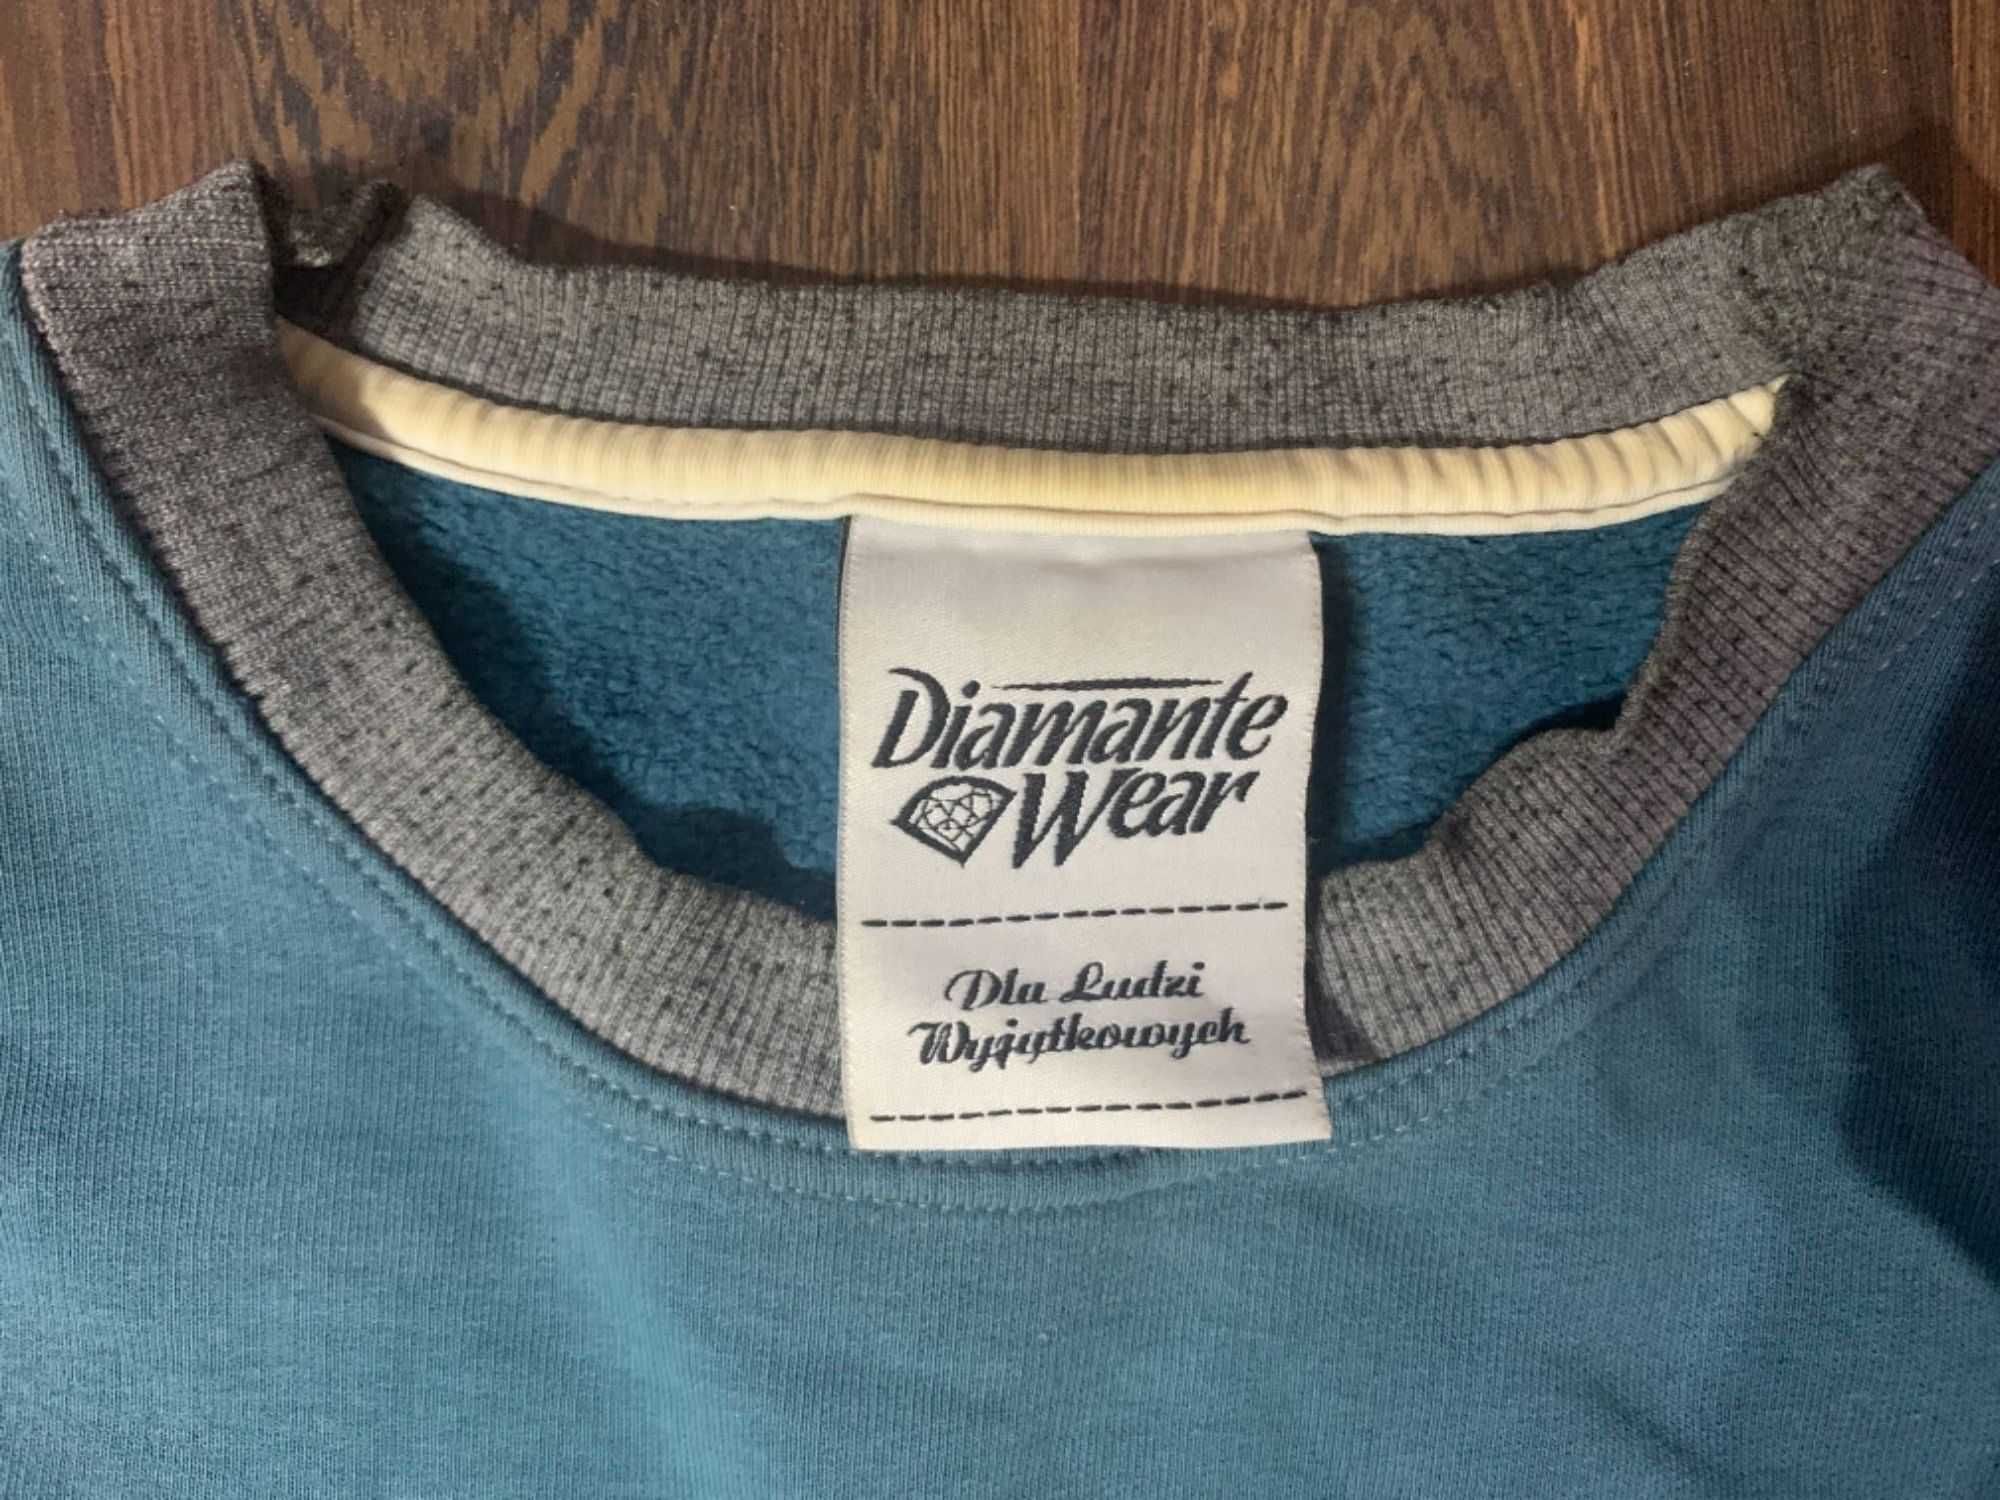 Diamante
Wear
Dla Ludzi
Wyjątkowych